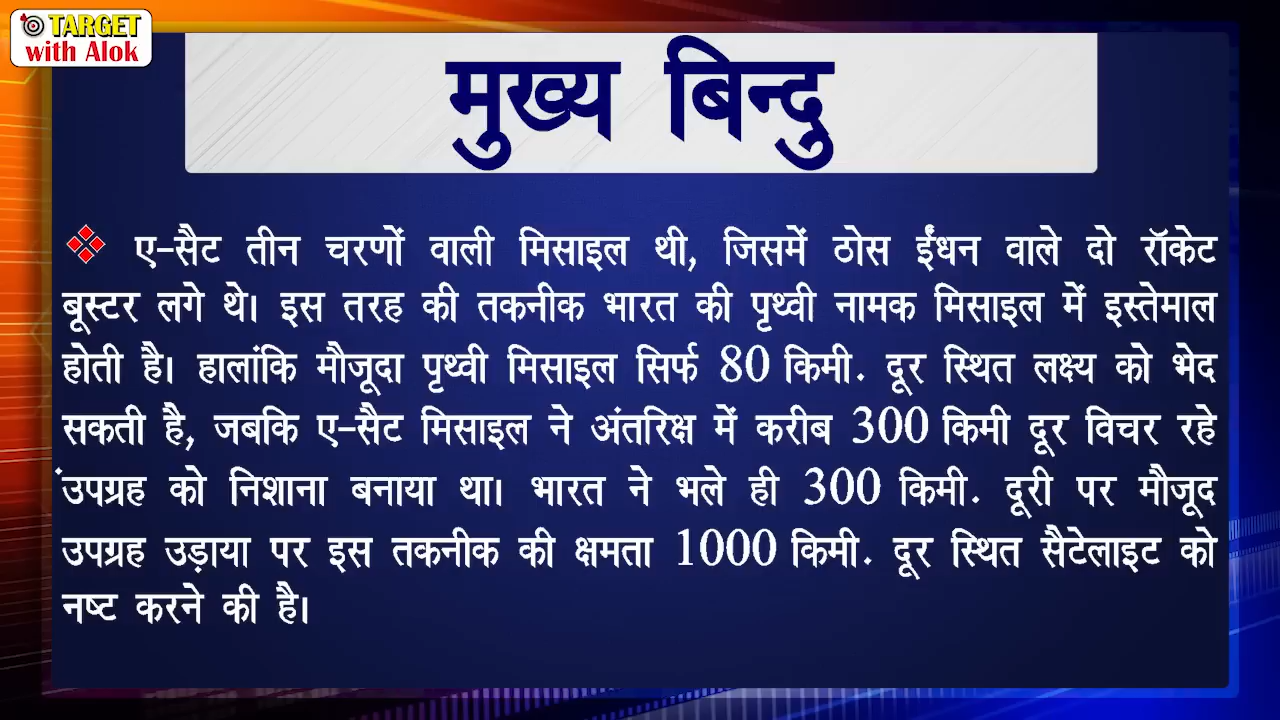 TARGET
with Alok
मुख्य बिन्दु
ए-सैट तीन चरणों वाली मिसाइल थी, जिसमें ठोस ईंधन वाले दो रॉकेट
बूस्टर लगे थे। इस तरह की तकनीक भारत की पृथ्वी नामक मिसाइल में इस्तेमाल
होती है। हालांकि मौजूदा पृथ्वी मिसाइल सिर्फ 80 किमी. दूर स्थित लक्ष्य को भेद
सकती है, जबकि ए-सैट मिसाइल ने अंतरिक्ष में करीब 300 किमी दूर विचर रहे
ंउपग्रह को निशाना बनाया था। भारत ने भले ही 300 किमी. दूरी पर मौजूद
उपग्रह उड़ाया पर इस तकनीक की क्षमता 1000 किमी. दूर स्थित सैटेलाइट को
नष्ट करने की है।